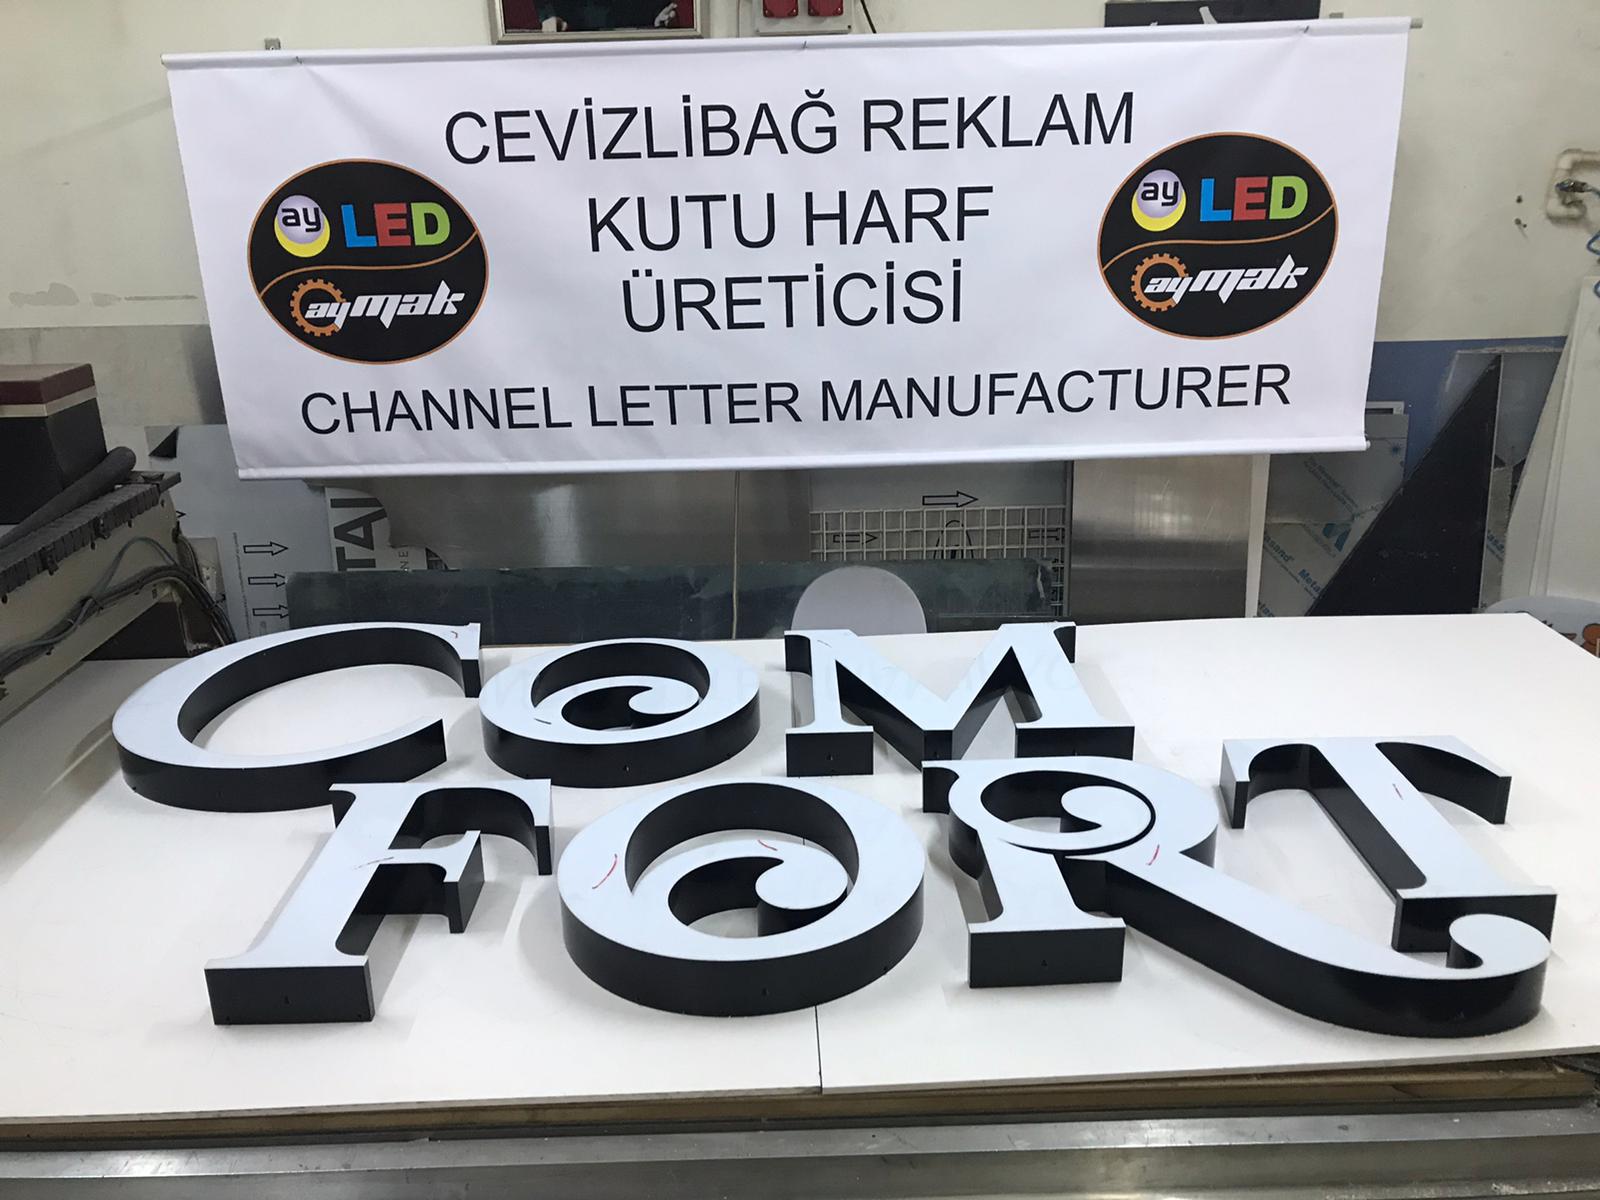 CEVİZLİBAĞ REKLAM
KUTU HARF
ÜRETİCİSİ
CHANNEL LETTER MANUFACTURER
ay LED
aymak
ay LED
aymak
COM
FORT